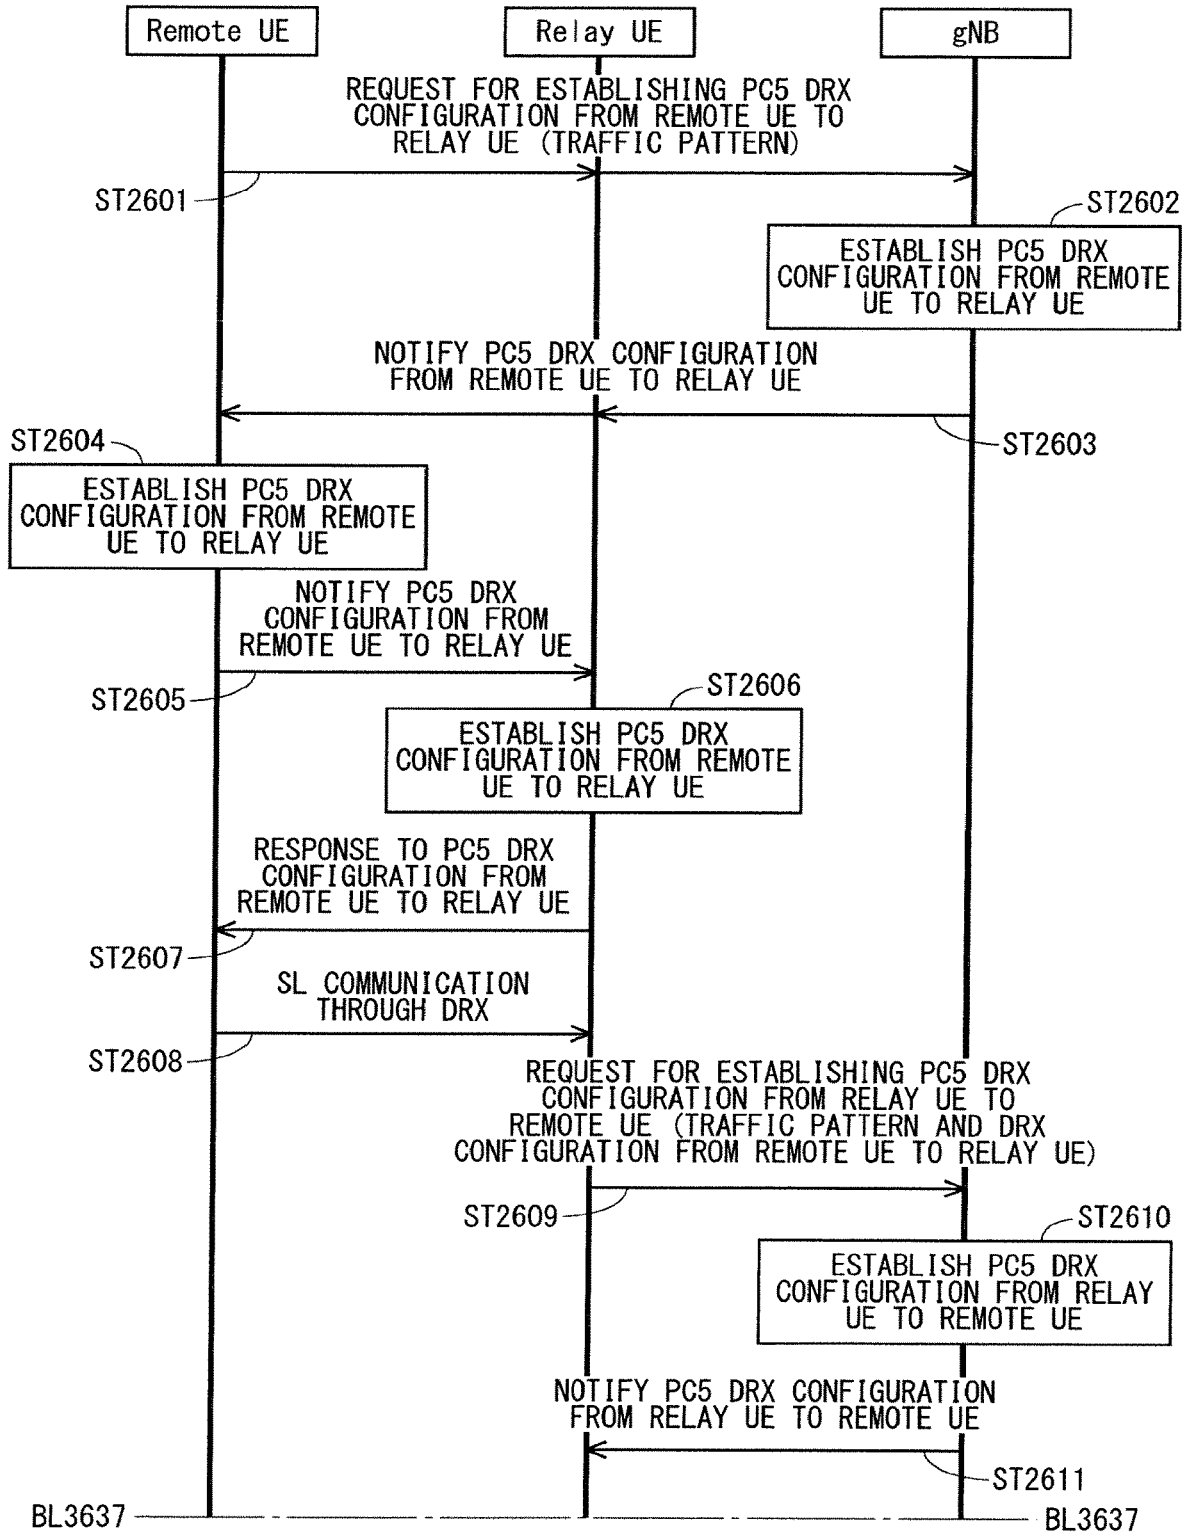 Remote UE
Relay UE
gNB
REQUEST FOR ESTABLISHING PC5 DRX
CONFIGURATION FROM REMOTE UE TO
RELAY UE (TRAFFIC PATTERN)
ST2601
ST2602
ESTABLISH PC5 DRX
CONFIGURATION FROM REMOTE
UE TO RELAY UE
NOTIFY PC5 DRX CONFIGURATION
FROM REMOTE UE TO RELAY UE
ST2603
ST2604
ESTABLISH PC5 DRX
CONFIGURATION FROM REMOTE
UE TO RELAY UE
NOTIFY PC5 DRX
CONFIGURATION FROM
REMOTE UE TO RELAY UE
ST2605
ST2606
ESTABLISH PC5 DRX
CONFIGURATION FROM REMOTE
UE TO RELAY UE
RESPONSE TO PC5 DRX
CONFIGURATION FROM
REMOTE UE TO RELAY UE
ST2607
SL COMMUNICATION
THROUGH DRX
ST2608
REQUEST FOR ESTABLISHING PC5 DRX
CONFIGURATION FROM RELAY UE TO
REMOTE UE (TRAFFIC PATTERN AND DRX
CONFIGURATION FROM REMOTE UE TO RELAY UE)
ST2609
ST2610
ESTABLISH PC5 DRX
CONFIGURATION FROM RELAY
UE TO REMOTE UE
NOTIFY PC5 DRX CONFIGURATION
FROM RELAY UE TO REMOTE UE
ST2611
BL3637
BL3637